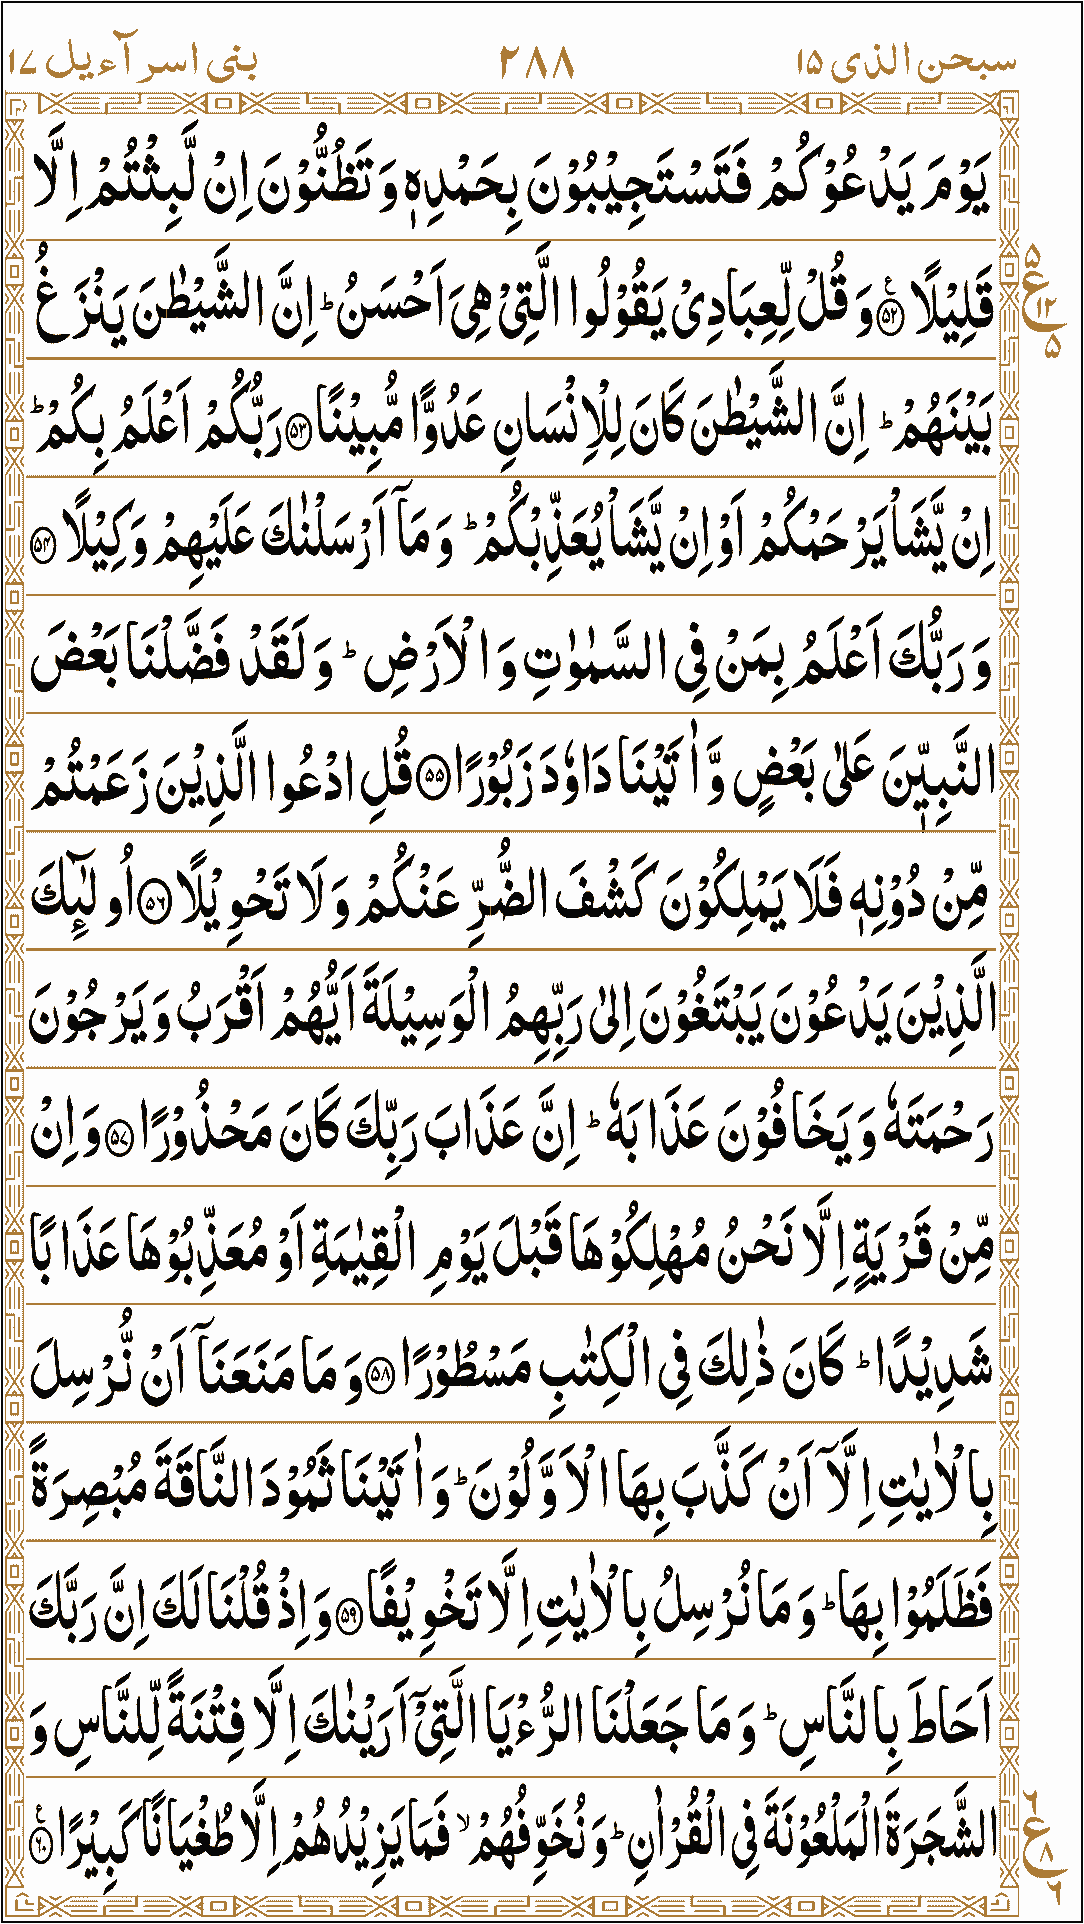 سبحن الذی ۱۵ ۲۸۸ بنی اسرآءیل ۱۷
یَوْمَ یَدْعُوْكُمْ فَتَسْتَجِیْبُوْنَ بِحَمْدِهٖ وَ تَظُنُّوْنَ اِنْ لَّبِثْتُمْ اِلَّا
قَلِیْلًا ۟۠﴿۵۲﴾ وَ قُلْ لِّعِبَادِیْ یَقُوْلُوا الَّتِیْ هِیَ اَحْسَنُ ؕ اِنَّ الشَّیْطٰنَ یَنْزَغُ
بَیْنَهُمْ ؕ اِنَّ الشَّیْطٰنَ كَانَ لِلْاِنْسَانِ عَدُوًّا مُّبِیْنًا ﴿۵۳﴾ رَبُّكُمْ اَعْلَمُ بِكُمْ ؕ
اِنْ یَّشَاْ یَرْحَمْكُمْ اَوْ اِنْ یَّشَاْ یُعَذِّبْكُمْ ؕ وَ مَاۤ اَرْسَلْنٰكَ عَلَیْهِمْ وَكِیْلًا ﴿۵۴﴾
وَ رَبُّكَ اَعْلَمُ بِمَنْ فِی السَّمٰوٰتِ وَ الْاَرْضِ ؕ وَ لَقَدْ فَضَّلْنَا بَعْضَ
النَّبِیّٖنَ عَلٰی بَعْضٍ وَّ اٰتَیْنَا دَاوٗدَ زَبُوْرًا ﴿۵۵﴾ قُلِ ادْعُوا الَّذِیْنَ زَعَمْتُمْ
مِّنْ دُوْنِهٖ فَلَا یَمْلِكُوْنَ كَشْفَ الضُّرِّ عَنْكُمْ وَ لَا تَحْوِیْلًا ﴿۵۶﴾ اُولٰٓئِكَ
الَّذِیْنَ یَدْعُوْنَ یَبْتَغُوْنَ اِلٰی رَبِّهِمُ الْوَسِیْلَةَ اَیُّهُمْ اَقْرَبُ وَ یَرْجُوْنَ
رَحْمَتَهٗ وَ یَخَافُوْنَ عَذَابَهٗ ؕ اِنَّ عَذَابَ رَبِّكَ كَانَ مَحْذُوْرًا ﴿۵۷﴾ وَ اِنْ
مِّنْ قَرْیَةٍ اِلَّا نَحْنُ مُهْلِكُوْهَا قَبْلَ یَوْمِ الْقِیٰمَةِ اَوْ مُعَذِّبُوْهَا عَذَابًا
شَدِیْدًا ؕ كَانَ ذٰلِكَ فِی الْكِتٰبِ مَسْطُوْرًا ﴿۵۸﴾ وَ مَا مَنَعَنَاۤ اَنْ نُّرْسِلَ
بِالْاٰیٰتِ اِلَّاۤ اَنْ كَذَّبَ بِهَا الْاَوَّلُوْنَ ؕ وَ اٰتَیْنَا ثَمُوْدَ النَّاقَةَ مُبْصِرَةً
فَظَلَمُوْا بِهَا ؕ وَ مَا نُرْسِلُ بِالْاٰیٰتِ اِلَّا تَخْوِیْفًا ﴿۵۹﴾ وَ اِذْ قُلْنَا لَكَ اِنَّ رَبَّكَ
اَحَاطَ بِالنَّاسِ ؕ وَ مَا جَعَلْنَا الرُّءْیَا الَّتِیْۤ اَرَیْنٰكَ اِلَّا فِتْنَةً لِّلنَّاسِ وَ
الشَّجَرَةَ الْمَلْعُوْنَةَ فِی الْقُرْاٰنِ ؕ وَ نُخَوِّفُهُمْ ۙ فَمَا یَزِیْدُهُمْ اِلَّا طُغْیَانًا كَبِیْرًا ﴿۶۰﴾
۵ ع ۱۲ ۵
۶ ع ۸ ۶